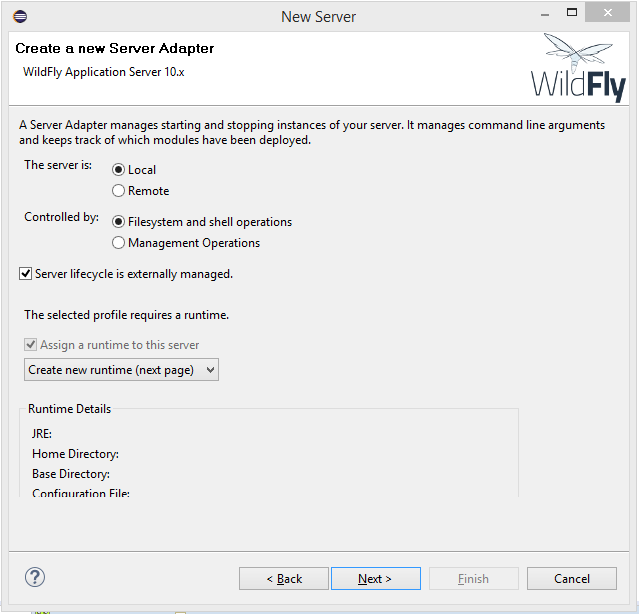 New Server
Create a new Server Adapter
WildFly Application Server 10.x
WildFly
A Server Adapter manages starting and stopping instances of your server. It manages command line arguments
and keeps track of which modules have been deployed.
The server is:
Local
Remote
Controlled by:
Filesystem and shell operations
Management Operations
Server lifecycle is externally managed.
The selected profile requires a runtime.
Assign a runtime to this server
Create new runtime (next page)
Runtime Details
JRE:
Home Directory:
Base Directory:
Configuration File:
?
< Back
Next >
Finish
Cancel